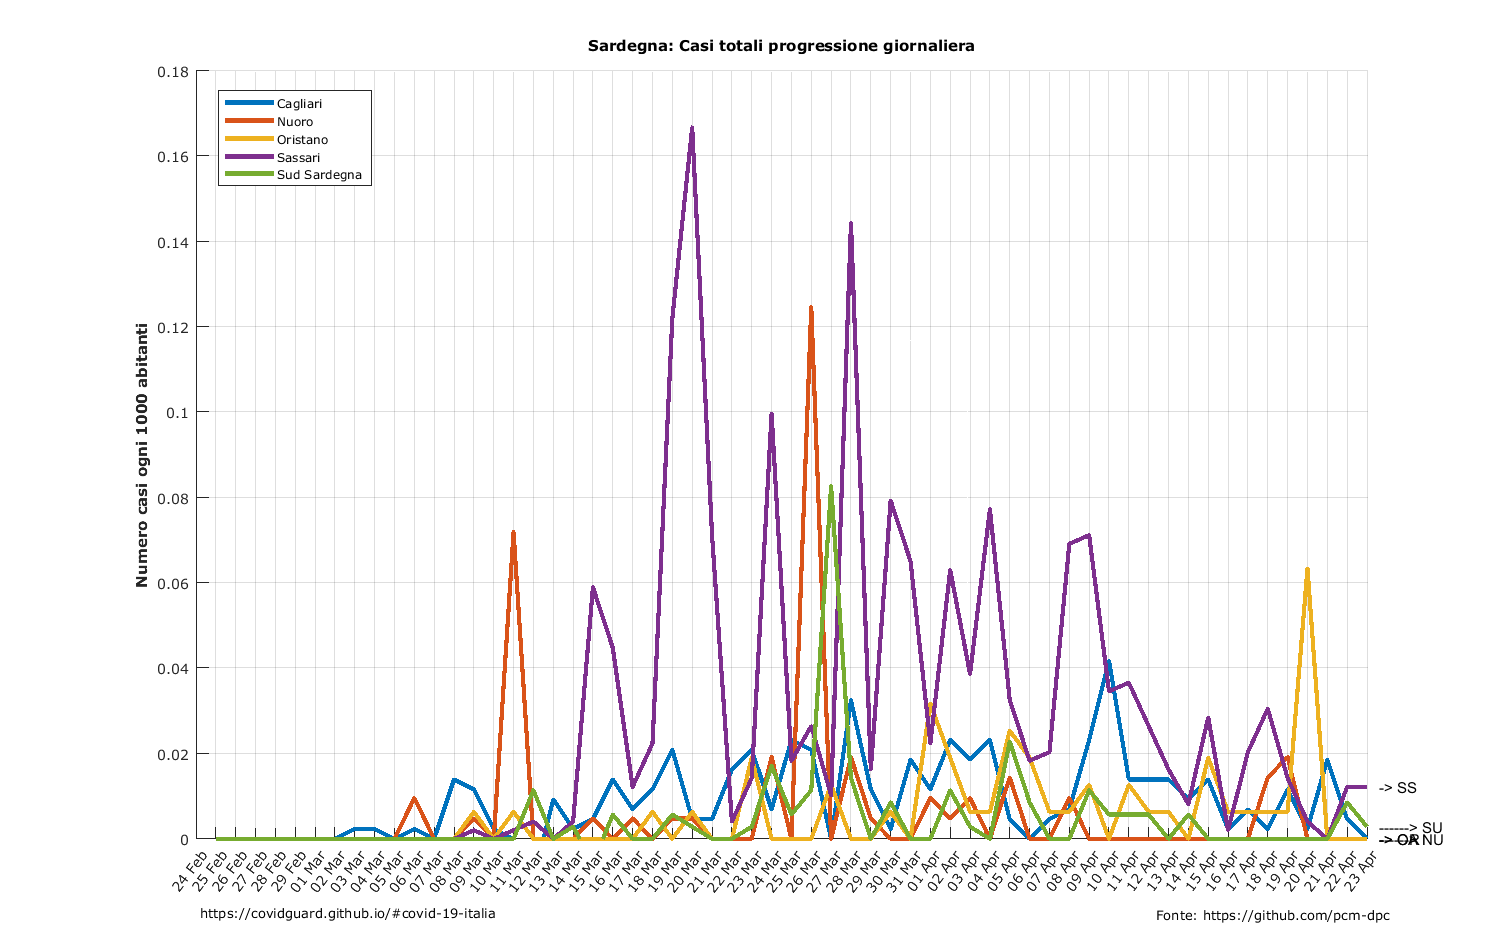 Sardegna: Casi totali progressione giornaliera
0.18
0.16
0.14
0.12
0.1
0.08
0.06
0.04
0.02
0
Numero casi ogni 1000 abitanti
Cagliari
Nuoro
Oristano
Sassari
Sud Sardegna
-> SS
------> SU
24 Feb
25 Feb
26 Feb
27 Feb
28 Feb
29 Feb
01 Mar
02 Mar
03 Mar
04 Mar
05 Mar
06 Mar
07 Mar
08 Mar
09 Mar
10 Mar
11 Mar
12 Mar
13 Mar
14 Mar
15 Mar
16 Mar
17 Mar
18 Mar
19 Mar
20 Mar
21 Mar
22 Mar
23 Mar
24 Mar
25 Mar
26 Mar
27 Mar
28 Mar
29 Mar
30 Mar
31 Mar
01 Apr
02 Apr
03 Apr
04 Apr
05 Apr
06 Apr
07 Apr
08 Apr
09 Apr
10 Apr
11 Apr
12 Apr
13 Apr
14 Apr
15 Apr
16 Apr
17 Apr
18 Apr
19 Apr
20 Apr
21 Apr
22 Apr
23 Apr
https://covidguard.github.io/#covid-19-italia
Fonte: https://github.com/pcm-dpc